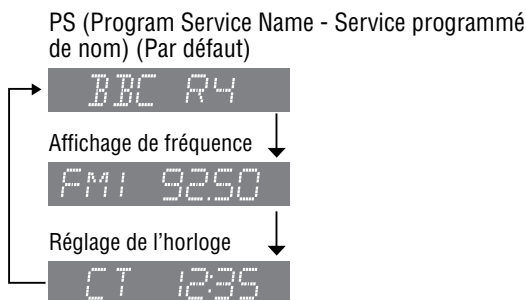 PS (Program Service Name - Service programmé
de nom) (Par défaut)
BBC R4
Affichage de fréquence
FM1 92.50
Réglage de l'horloge
CT 12:35